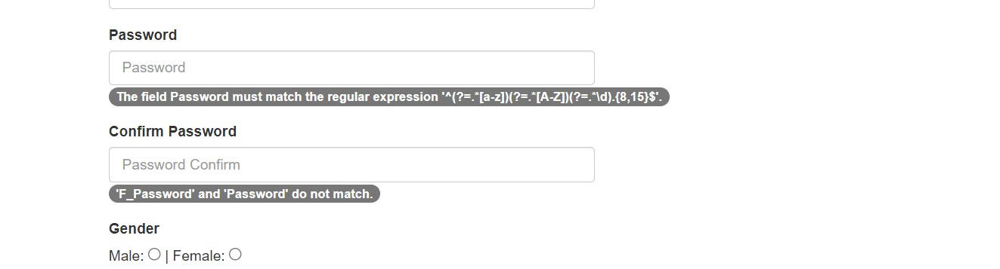 Password
Password
The field Password must match the regular expression '^(?=.*[a-z])(?=.*[A-Z])(?=.*\d).{8,15}$'.
Confirm Password
Password Confirm
'F_Password' and 'Password' do not match.
Gender
Male: | Female: